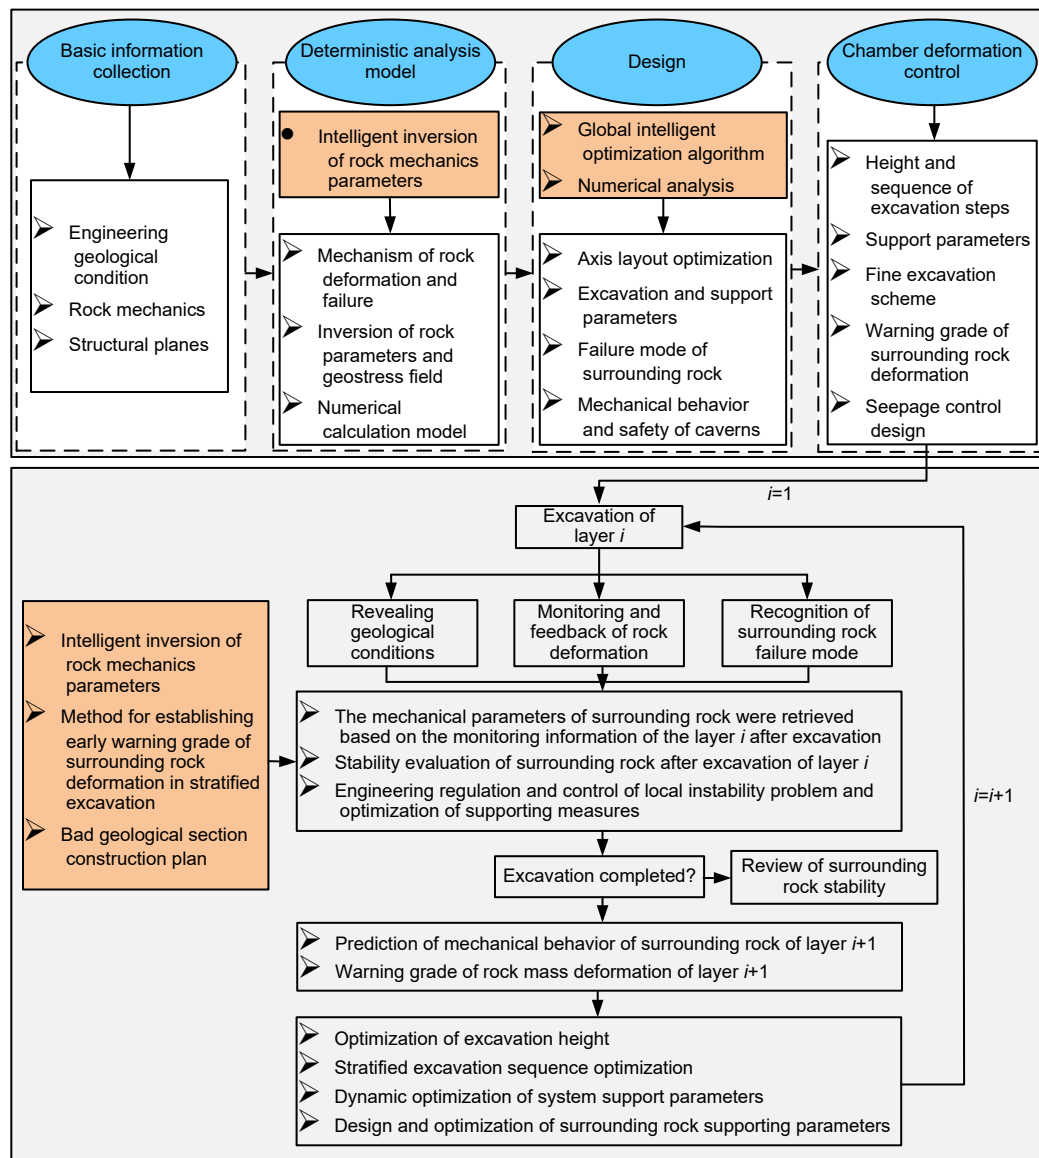 Basic information
collection
Deterministic analysis
model
Design
Chamber deformation
control
Engineering
geological
condition
Rock mechanics
Structural planes
Intelligent inversion
of rock mechanics
parameters
Mechanism of rock
deformation and
failure
Inversion of rock
parameters and
geostress field
Numerical
calculation model
Global intelligent
optimization algorithm
Numerical analysis
Axis layout optimization
Excavation and support
parameters
Failure mode of
surrounding rock
Mechanical behavior
and safety of caverns
Height and
sequence of
excavation steps
Support parameters
Fine excavation
scheme
Warning grade of
surrounding rock
deformation
Seepage control
design
i=1
Excavation of
layer i
Revealing
geological
conditions
Monitoring and
feedback of rock
deformation
Recognition of
surrounding rock
failure mode
Intelligent inversion of
rock mechanics
parameters
Method for establishing
early warning grade of
surrounding rock
deformation in stratified
excavation
Bad geological section
construction plan
The mechanical parameters of surrounding rock were retrieved
based on the monitoring information of the layer i after excavation
Stability evaluation of surrounding rock after excavation of layer i
Engineering regulation and control of local instability problem and
optimization of supporting measures
i=i+1
Excavation completed?
Review of surrounding
rock stability
Prediction of mechanical behavior of surrounding rock of layer i+1
Warning grade of rock mass deformation of layer i+1
Optimization of excavation height
Stratified excavation sequence optimization
Dynamic optimization of system support parameters
Design and optimization of surrounding rock supporting parameters